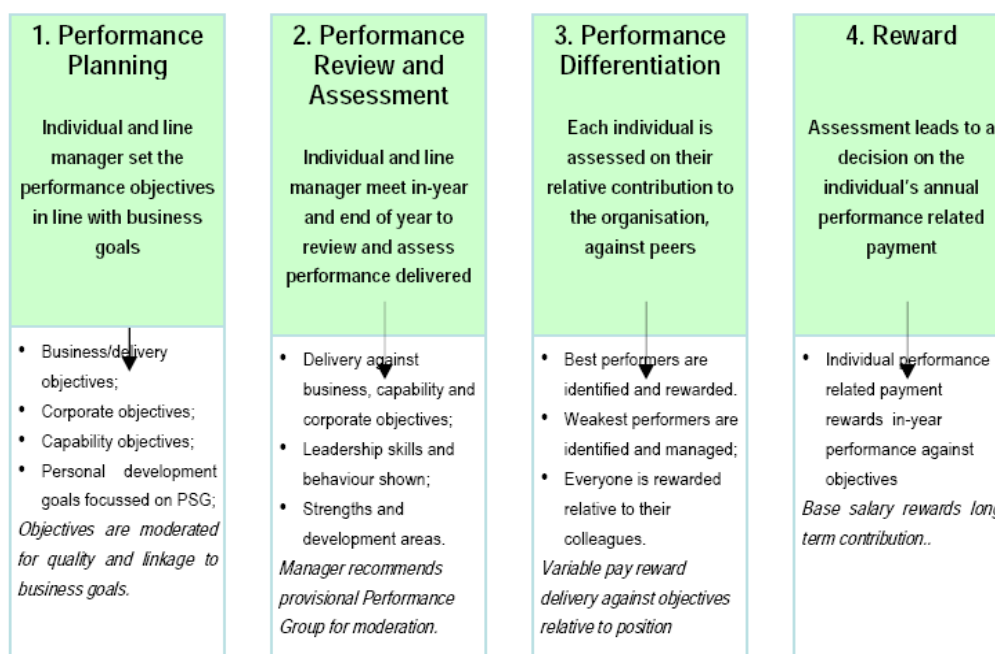 1. Performance
Planning
Individual and line
manager set the
performance objectives
in line with business
goals
• Business/delivery
objectives;
• Corporate objectives;
• Capability objectives;
• Personal development
goals focussed on PSG;
Objectives are moderated
for quality and linkage to
business goals.
2. Performance
Review and
Assessment
Individual and line
manager meet in-year
and end of year to
review and assess
performance delivered
• Delivery against
business, capability and
corporate objectives;
• Leadership skills and
behaviour shown;
• Strengths and
development areas.
Manager recommends
provisional Performance
Group for moderation.
3. Performance
Differentiation
Each individual is
assessed on their
relative contribution to
the organisation,
against peers
• Best performers are
identified and rewarded.
• Weakest performers are
identified and managed;
• Everyone is rewarded
relative to their
colleagues.
Variable pay reward
delivery against objectives
relative to position
4. Reward
Assessment leads to a
decision on the
individual's annual
performance related
payment
• Individual performance
related payment
rewards in-year
performance against
objectives
Base salary rewards long
term contribution..